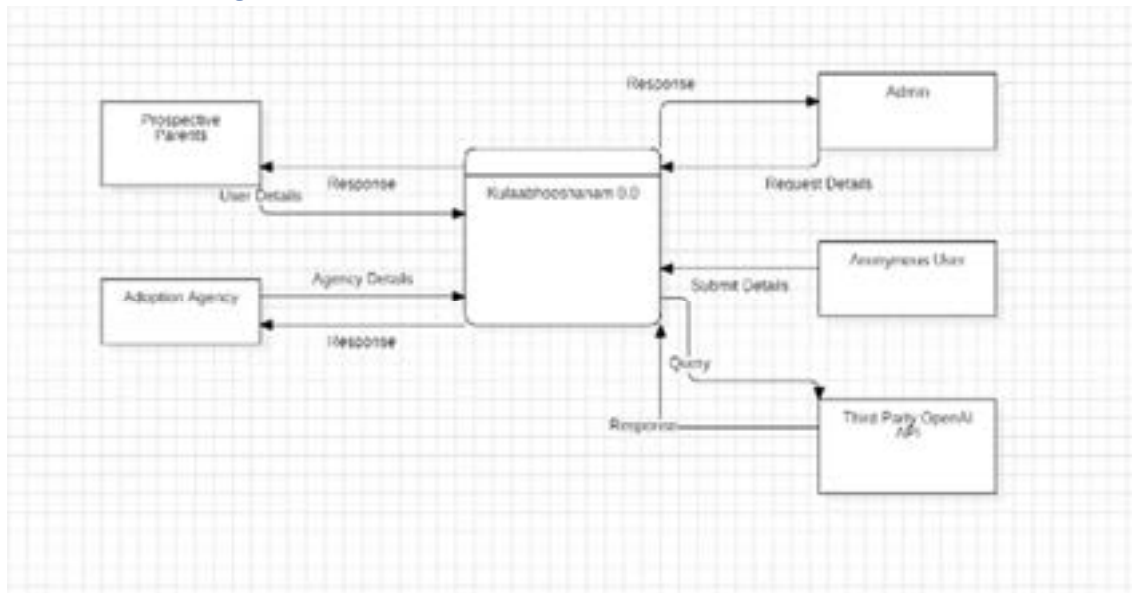 Response
Admin
Prospective
Parents
Response
Request Details
User Details
Kulaabhooshanam 0.0
Anonymous User
Agency Details
Submit Details
Adoption Agency
Response
Query
Third Party OpenAI
API
Response